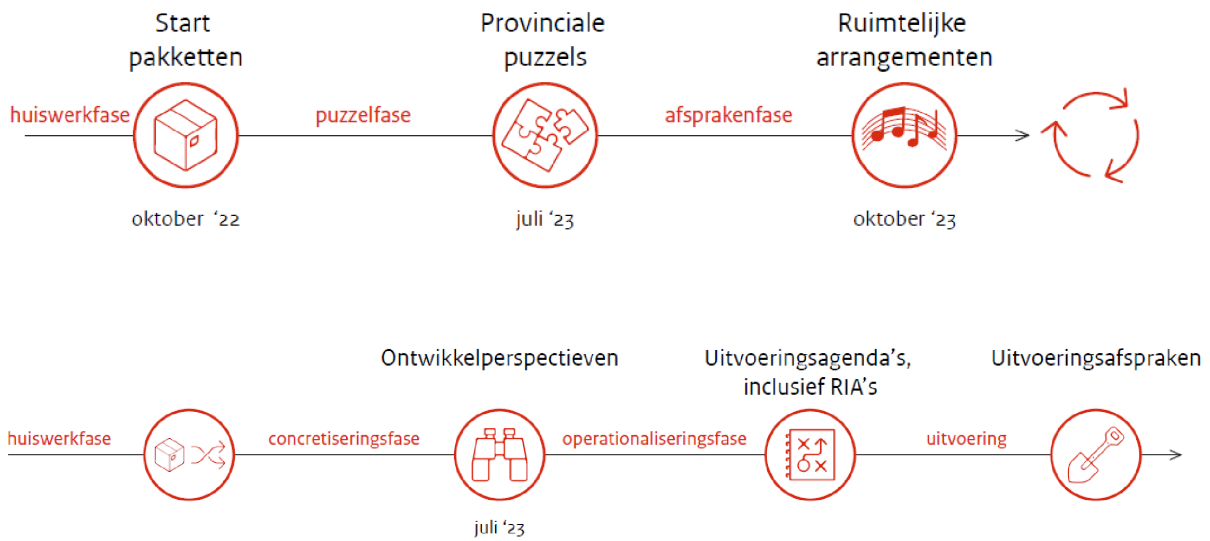 Start
pakketten
Provinciale
puzzels
Ruimtelijke
arrangementen
huiswerkfase
puzzelfase
afsprakenfase
oktober ‘22
juli ‘23
oktober ‘23
Ontwikkelperspectieven
Uitvoeringsagenda’s,
inclusief RIA’s
Uitvoeringsafspraken
huiswerkfase
concretiseringsfase
operationaliseringsfase
uitvoering
juli ‘23